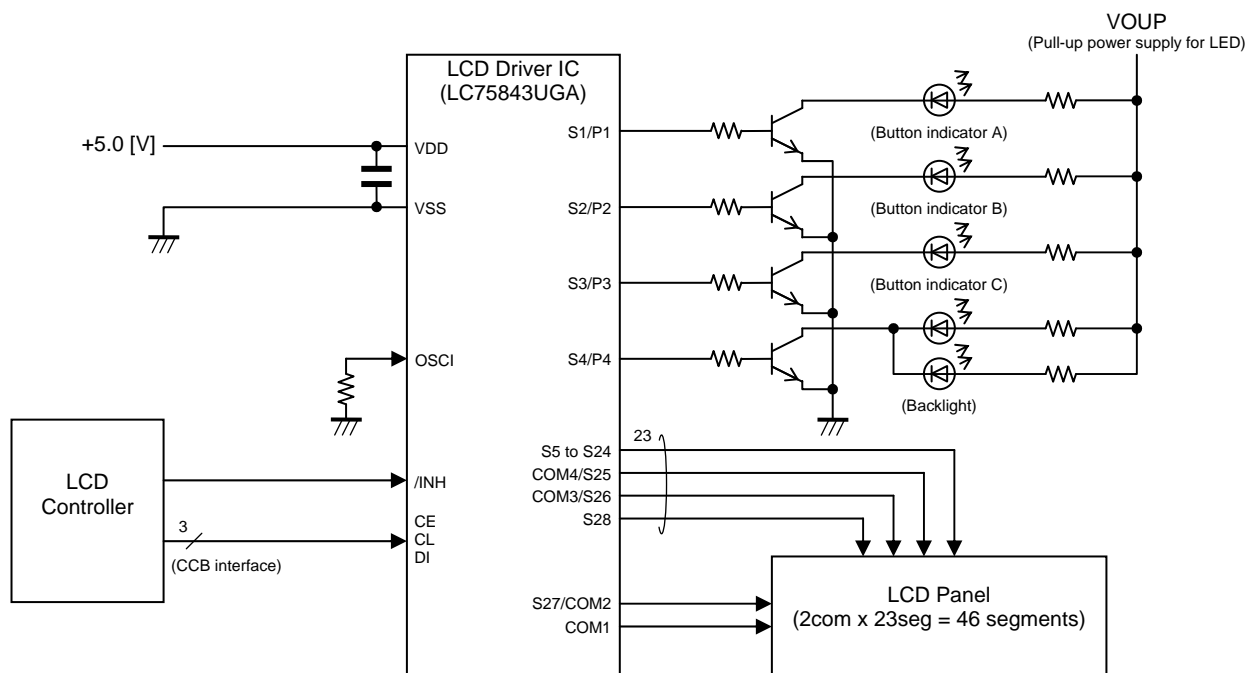 VOUP
(Pull-up power supply for LED)
LCD Driver IC
(LC75843UGA)
+5.0 [V]
VDD
VSS
OSCI
/INH
CE
CL
DI
S1/P1
S2/P2
S3/P3
S4/P4
(Button indicator A)
(Button indicator B)
(Button indicator C)
(Backlight)
LCD
Controller
3
(CCB interface)
23
S5 to S24
COM4/S25
COM3/S26
S28
S27/COM2
COM1
LCD Panel
(2com x 23seg = 46 segments)